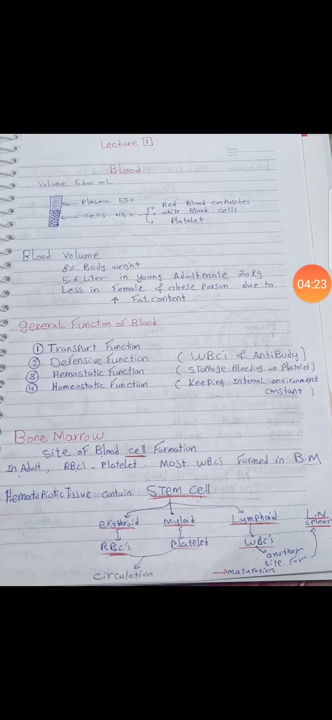 Lecture 1
Blood
Volume 5000 mL
Plasma 55%
Cells 45%
Red Blood corpuscles
white Blood cells
Platelet
Blood Volume
8% Body weight
5.6 Liter in Young Adult male 70 kg
Less in Female & obese person due to
↑ Fat content
04:23
general Function of Blood
① Transport Function
② Defensive Function ( WBC's & AntiBody )
③ Hemostatic Function ( Stoppage Bleeding → Platelet )
④ Homeostatic Function ( Keeping Internal environment
constant )
Bone Marrow
Site of Blood cell Formation
In Adult, RBCs, Platelet, Most WBCs Formed in B.M
Hematopiotic Tissue contain Stem cell
erythroid Myloid Lymphoid L.N
spleen
RBC's Platelet WBC's
another
site For
circulation → maturation